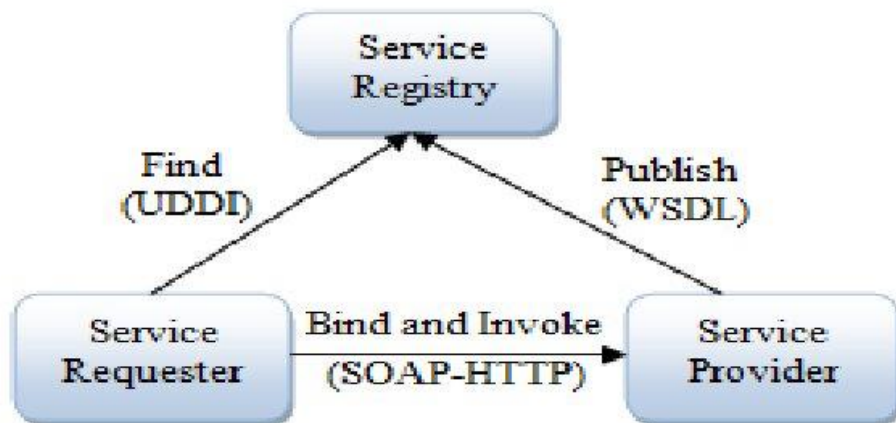 Service
Registry
Find
(UDDI)
Publish
(WSDL)
Service
Requester
Bind and Invoke
(SOAP-HTTP)
Service
Provider